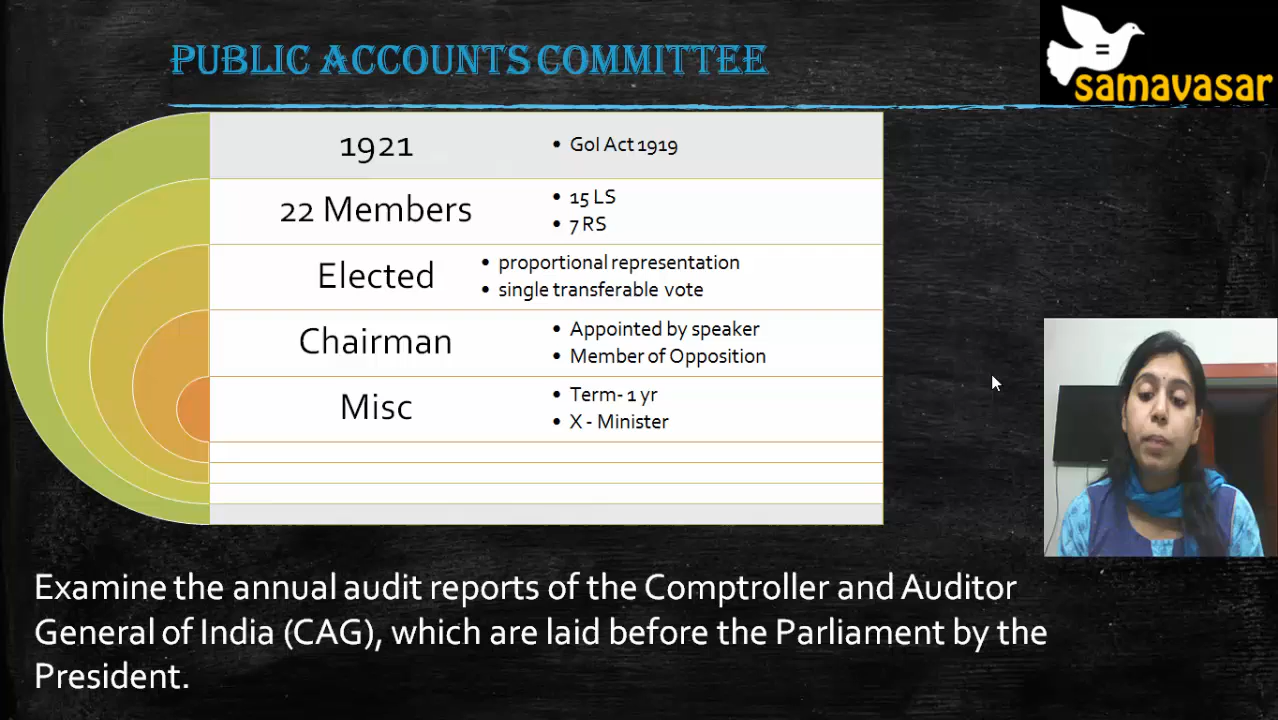 PUBLIC ACCOUNTS COMMITTEE
=
samavasar
1921
• GoI Act 1919
22 Members
• 15 LS
• 7 RS
Elected
• proportional representation
• single transferable vote
Chairman
• Appointed by speaker
• Member of Opposition
Misc
• Term- 1 yr
• X - Minister
Examine the annual audit reports of the Comptroller and Auditor
General of India (CAG), which are laid before the Parliament by the
President.